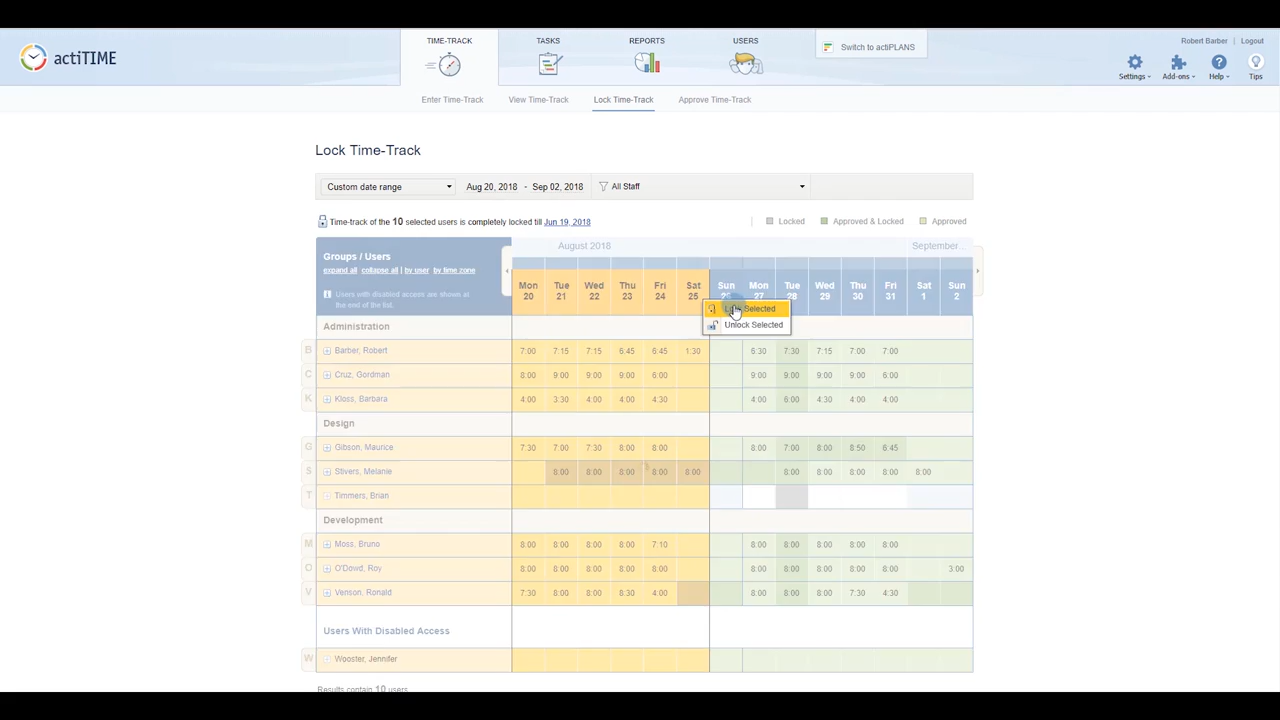 actiTIME
TIME-TRACK TASKS REPORTS USERS
Switch to actiPLANS
Robert Barber Logout
Settings Add-ons Help Tips
Enter Time-Track View Time-Track Lock Time-Track Approve Time-Track
Lock Time-Track
Custom date range Aug 20, 2018 - Sep 02, 2018 All Staff
Time-track of the 10 selected users is completely locked till Jun 19, 2018
Locked Approved & Locked Approved
Groups / Users August 2018 September...
expand all collapse all | by user by time zone
Mon Tue Wed Thu Fri Sat Sun Mon Tue Wed Thu Fri Sat Sun
20 21 22 23 24 25 27 28 29 30 31 1 2
Users with disabled access are shown at
the end of the list.
Selected
Unlock Selected
Administration
B Barber, Robert 7:00 7:15 7:15 6:45 6:45 1:30 6:30 7:30 7:15 7:00 7:00
C Cruz, Gordman 8:00 9:00 9:00 9:00 6:00 9:00 9:00 9:00 9:00 6:00
K Kloss, Barbara 4:00 3:30 4:00 4:00 4:30 4:00 6:00 4:30 4:00 4:00
Design
G Gibson, Maurice 7:30 7:00 7:30 8:00 8:00 8:00 7:00 8:00 8:50 6:45
S Stivers, Melanie 8:00 8:00 8:00 8:00 8:00 8:00 8:00 8:00 8:00 8:00
T Timmers, Brian
Development
M Moss, Bruno 8:00 8:00 8:00 8:00 7:10 8:00 8:00 8:00 8:00 8:00
O O'Dowd, Roy 8:00 8:00 8:00 8:00 8:00 8:00 8:00 8:00 8:00 8:00 3:00
V Venson, Ronald 7:30 8:00 8:00 8:30 4:00 8:00 8:00 8:00 7:30 4:30
Users With Disabled Access
W Wooster, Jennifer
Results contain 10 users